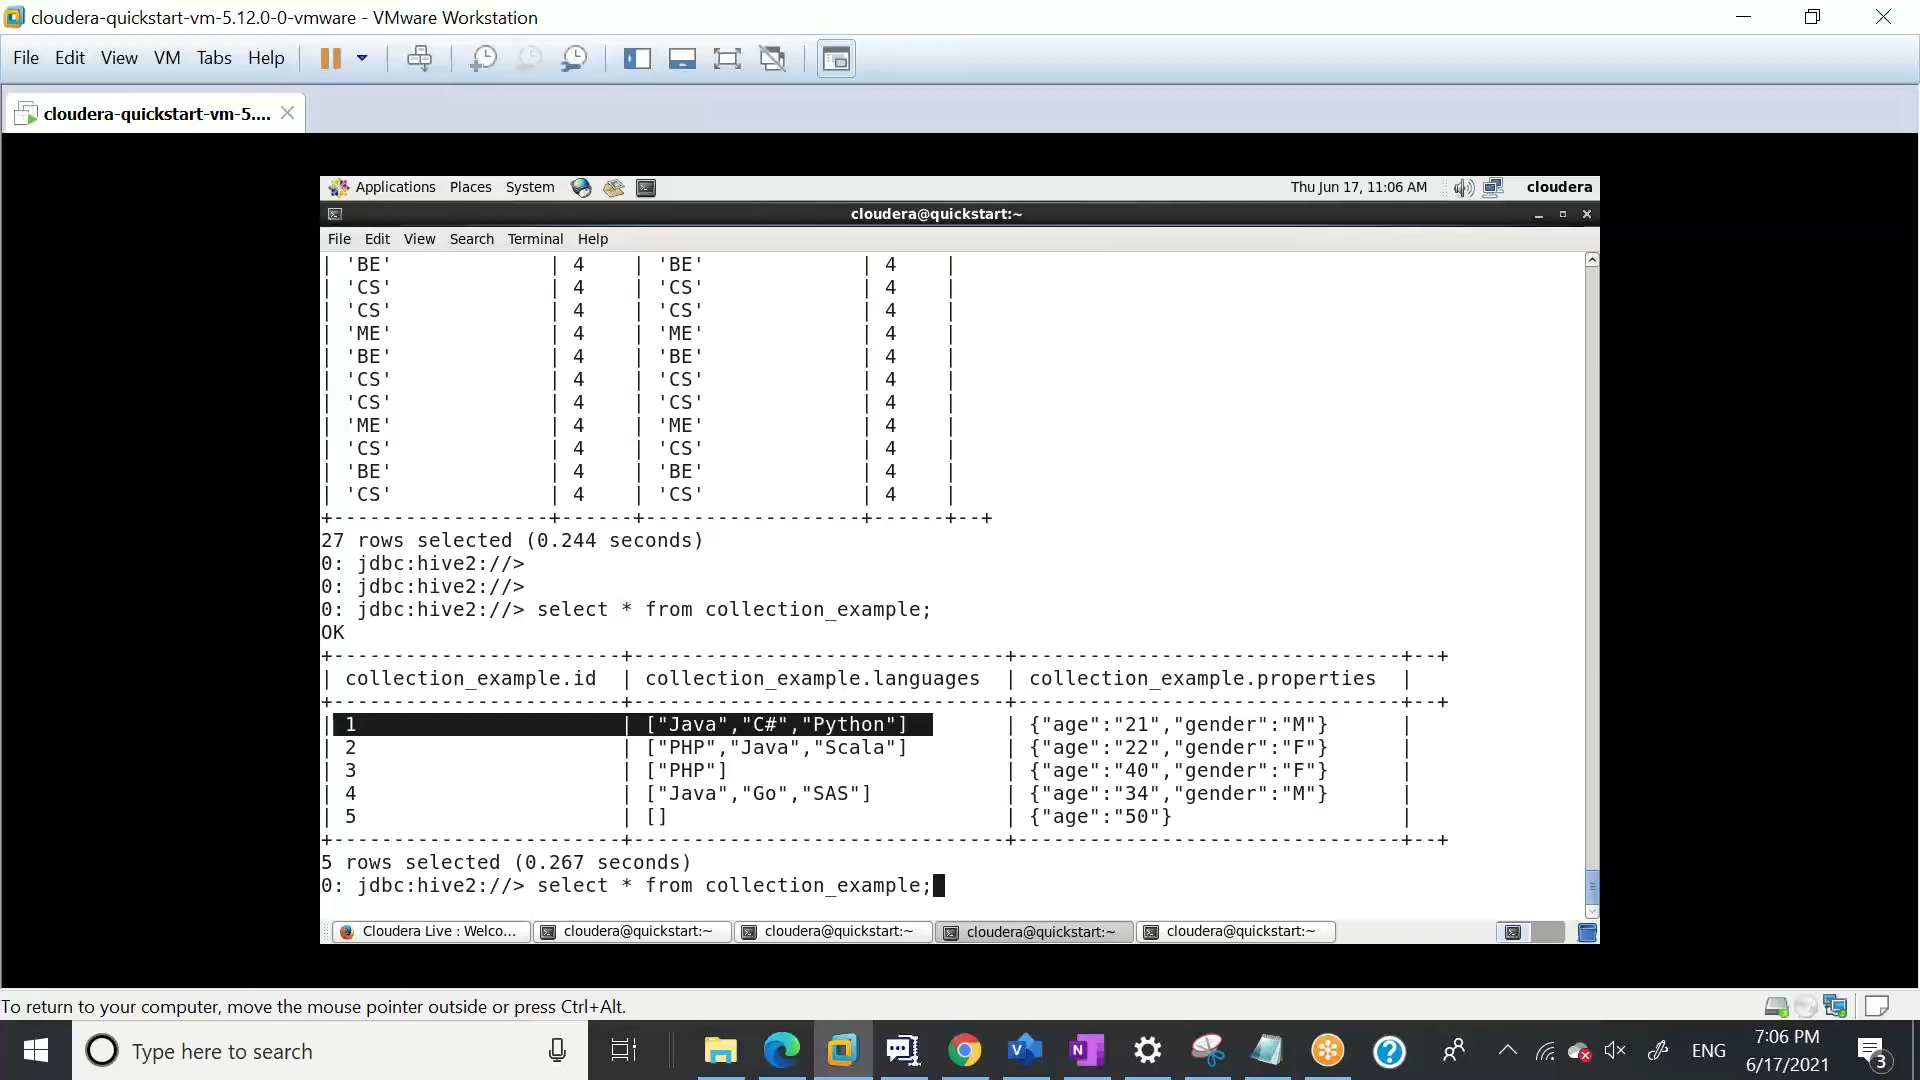 cloudera-quickstart-vm-5.12.0-0-vmware - VMware Workstation
File Edit View VM Tabs Help
cloudera-quickstart-vm-5....
Applications Places System Thu Jun 17, 11:06 AM cloudera
cloudera@quickstart:~
File Edit View Search Terminal Help
| 'BE' | 4 | 'BE' | 4 |
| 'CS' | 4 | 'CS' | 4 |
| 'CS' | 4 | 'CS' | 4 |
| 'ME' | 4 | 'ME' | 4 |
| 'BE' | 4 | 'BE' | 4 |
| 'CS' | 4 | 'CS' | 4 |
| 'CS' | 4 | 'CS' | 4 |
| 'ME' | 4 | 'ME' | 4 |
| 'CS' | 4 | 'CS' | 4 |
| 'BE' | 4 | 'BE' | 4 |
| 'CS' | 4 | 'CS' | 4 |
+------------------+------+------------------+------+--+
27 rows selected (0.244 seconds)
0: jdbc:hive2://>
0: jdbc:hive2://>
0: jdbc:hive2://> select * from collection_example;
OK
+------------------------+-------------------------------+--------------------------------+--+
| collection_example.id | collection_example.languages | collection_example.properties |
+------------------------+-------------------------------+--------------------------------+--+
| 1 | ["Java","C#","Python"] | {"age":"21","gender":"M"} |
| 2 | ["PHP","Java","Scala"] | {"age":"22","gender":"F"} |
| 3 | ["PHP"] | {"age":"40","gender":"F"} |
| 4 | ["Java","Go","SAS"] | {"age":"34","gender":"M"} |
| 5 | [] | {"age":"50"} |
+------------------------+-------------------------------+--------------------------------+--+
5 rows selected (0.267 seconds)
0: jdbc:hive2://> select * from collection_example;
Cloudera Live : Welco... cloudera@quickstart:~ cloudera@quickstart:~ cloudera@quickstart:~ cloudera@quickstart:~
To return to your computer, move the mouse pointer outside or press Ctrl+Alt.
Type here to search
ENG
7:06 PM
6/17/2021
3